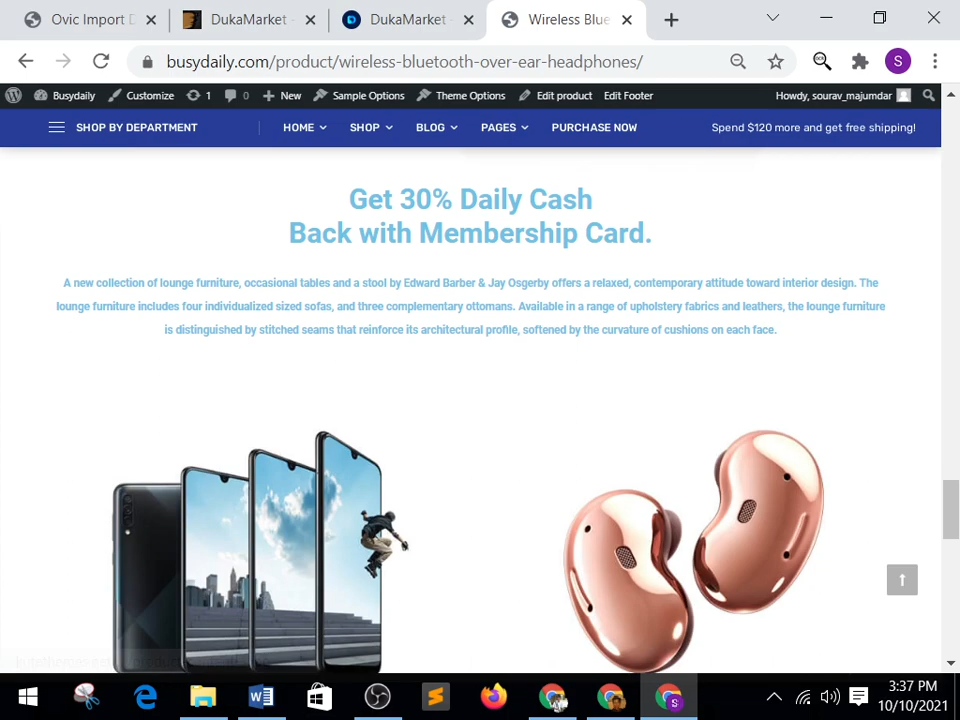 Ovic Import D
DukaMarket
DukaMarket
Wireless Blue
busydaily.com/product/wireless-bluetooth-over-ear-headphones/
S
Busydaily
Customize
1
0
New
Sample Options
Theme Options
Edit product
Edit Footer
Howdy, sourav_majumdar
SHOP BY DEPARTMENT
HOME
SHOP
BLOG
PAGES
PURCHASE NOW
Spend $120 more and get free shipping!
Get 30% Daily Cash
Back with Membership Card.
A new collection of lounge furniture, occasional tables and a stool by Edward Barber & Jay Osgerby offers a relaxed, contemporary attitude toward interior design. The
lounge furniture includes four individualized sized sofas, and three complementary ottomans. Available in a range of upholstery fabrics and leathers, the lounge furniture
is distinguished by stitched seams that reinforce its architectural profile, softened by the curvature of cushions on each face.
3:37 PM
10/10/2021